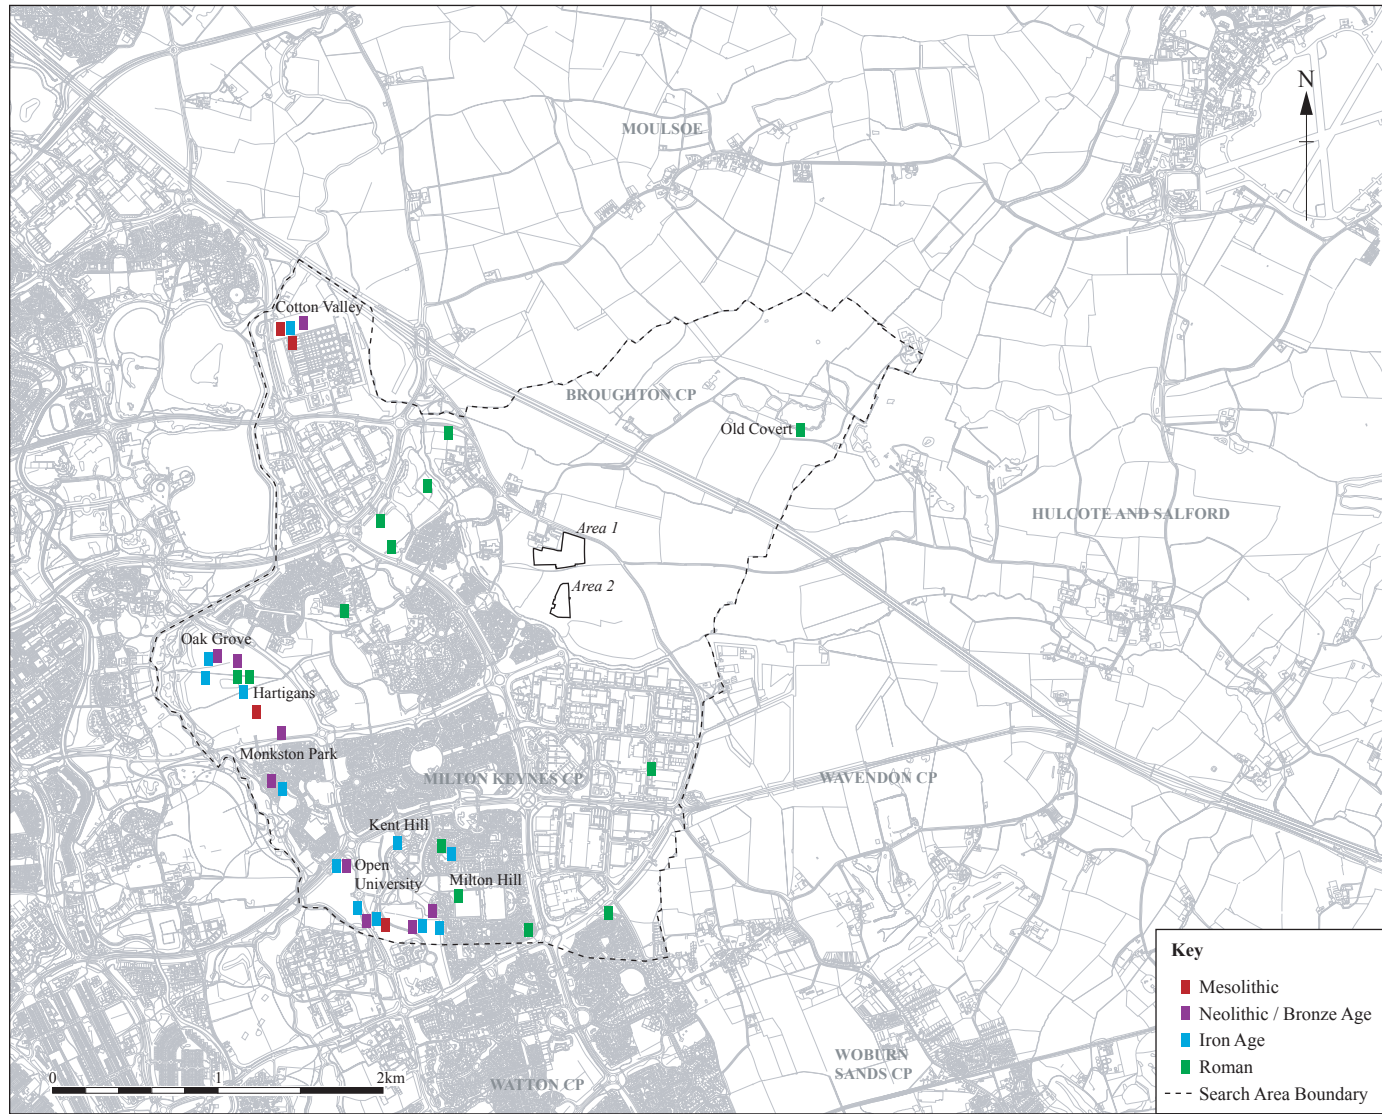 MOULSOE
N
Cotton Valley
BROUGHTON CP
Old Covert
HULCOTE AND SALFORD
Area 1
Area 2
Oak Grove
Hartigans
Monkston Park
MILTON KEYNES CP
WAVENDON CP
Kent Hill
Open
University
Milton Hill
WOBURN
SANDS CP
WATTON CP
0 1 2km
Key
Mesolithic
Neolithic / Bronze Age
Iron Age
Roman
Search Area Boundary